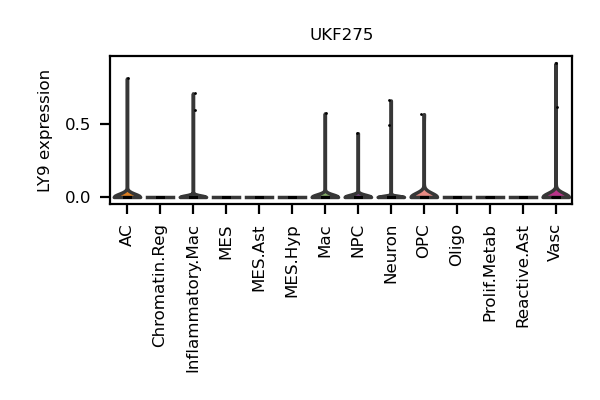 UKF275
LY9 expression
0.5
0.0
AC
Chromatin.Reg
Inflammatory.Mac
MES
MES.Ast
MES.Hyp
Mac
NPC
Neuron
OPC
Oligo
Prolif.Metab
Reactive.Ast
Vasc